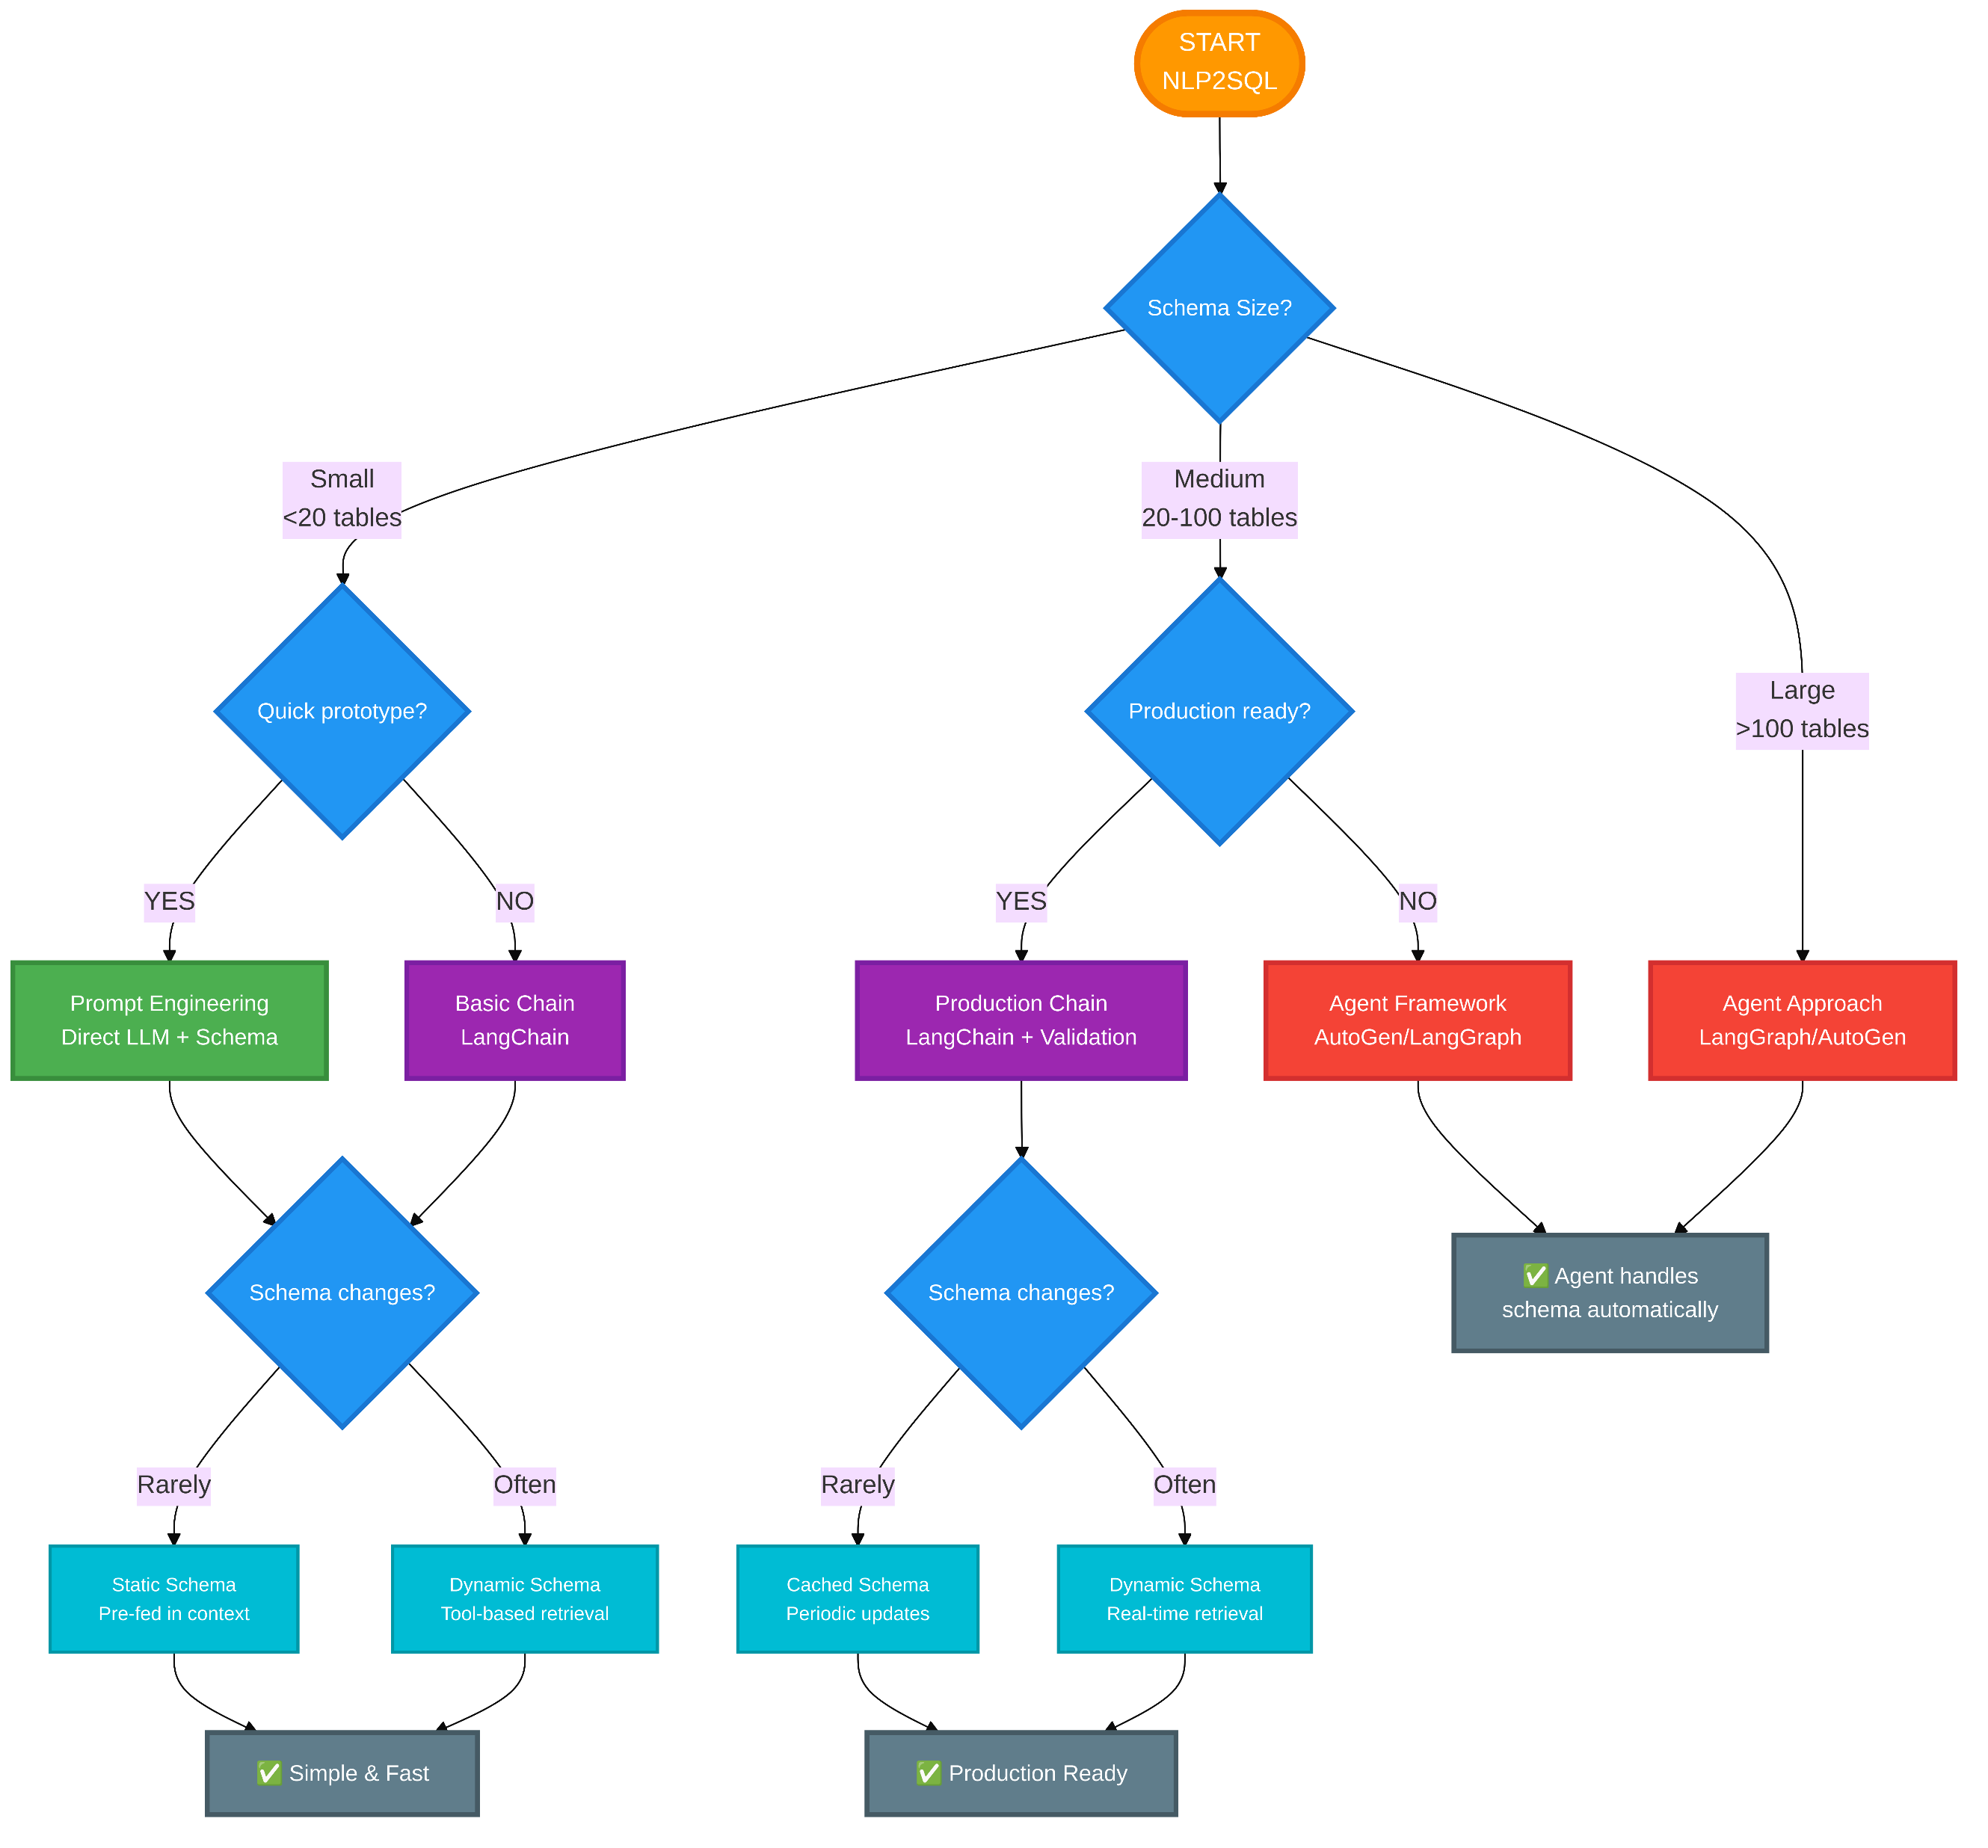 START
NLP2SQL
Schema Size?
Small
<20 tables
Medium
20-100 tables
Large
>100 tables
Quick prototype?
Production ready?
YES
NO
YES
NO
Prompt Engineering
Direct LLM + Schema
Basic Chain
LangChain
Production Chain
LangChain + Validation
Agent Framework
AutoGen/LangGraph
Agent Approach
LangGraph/AutoGen
Schema changes?
Schema changes?
✅ Agent handles
schema automatically
Rarely
Often
Rarely
Often
Static Schema
Pre-fed in context
Dynamic Schema
Tool-based retrieval
Cached Schema
Periodic updates
Dynamic Schema
Real-time retrieval
✅ Simple & Fast
✅ Production Ready